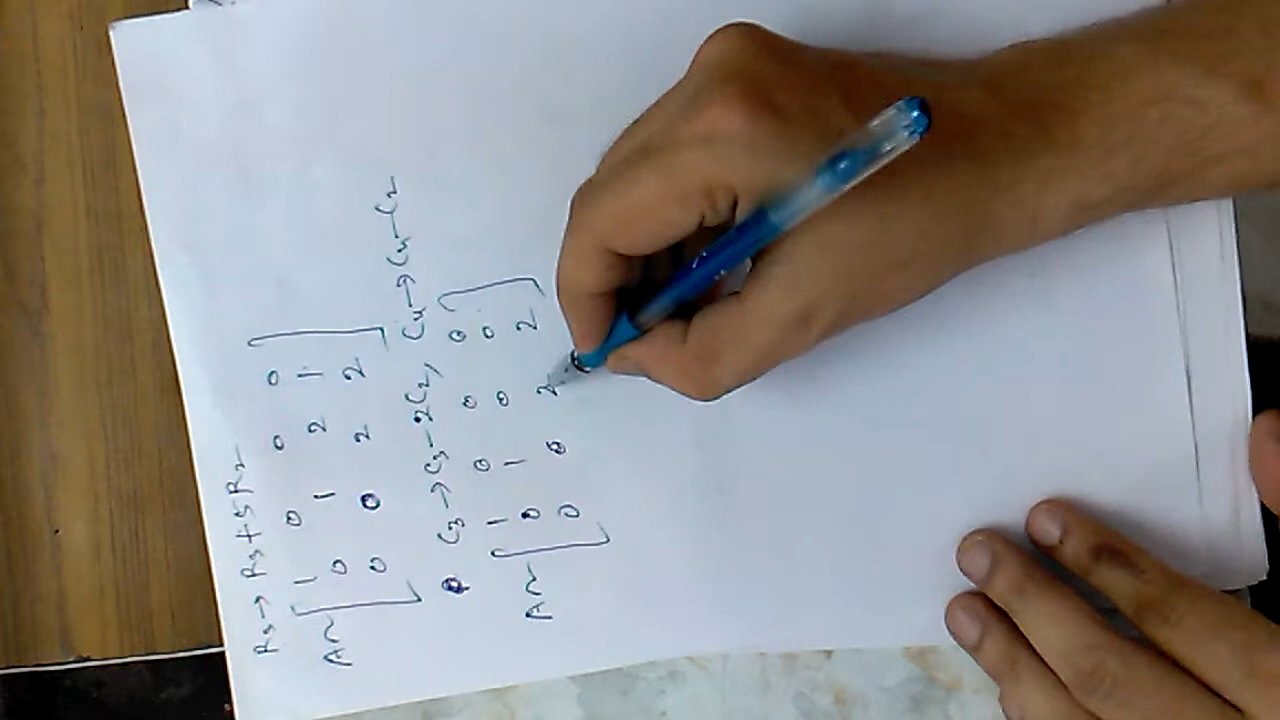 R3 → R3 + 5R2
1 0 0 0
A ~ 0 1 2 1
0 0 2 2
C3 → C3 - 2C2, C4 → C4 - C2
1 0 0 0
A ~ 0 1 0 0
0 0 2 2